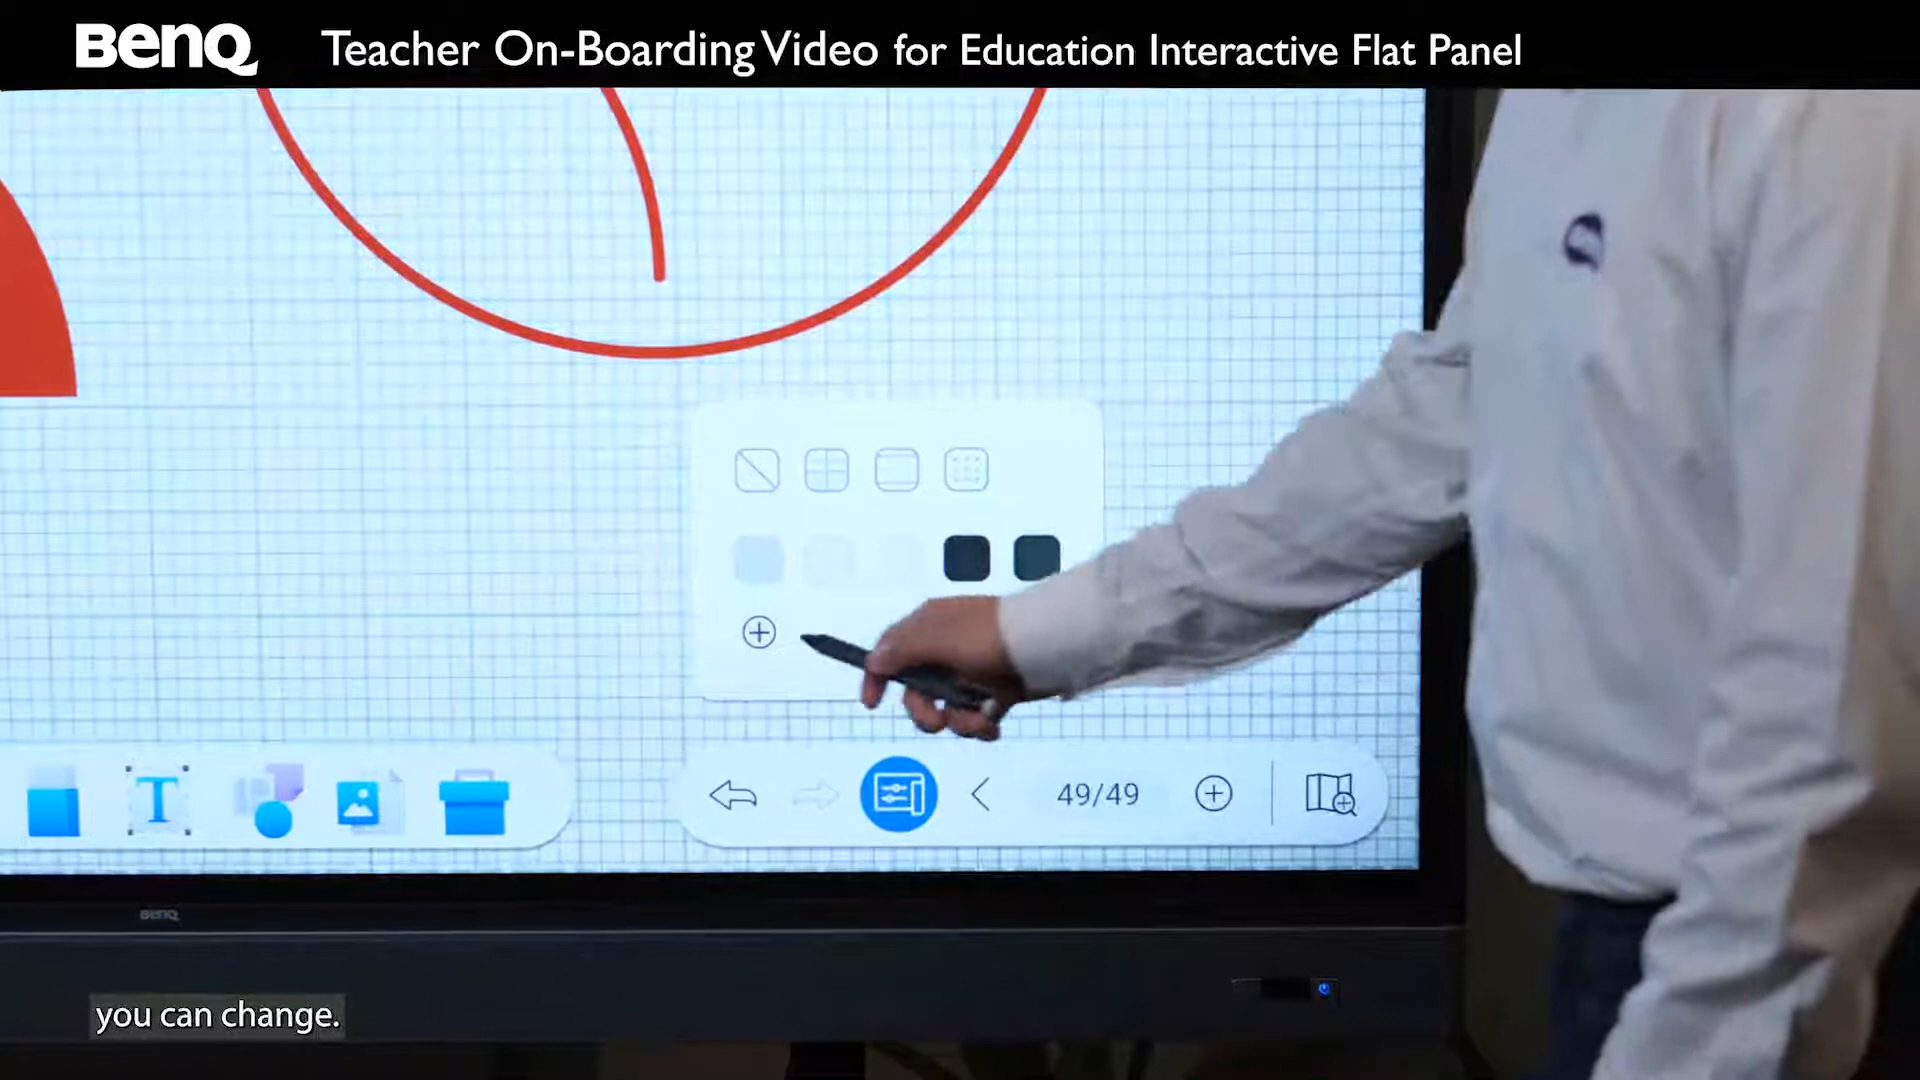 BenQ Teacher On-Boarding Video for Education Interactive Flat Panel
T
49/49
BenQ
you can change.